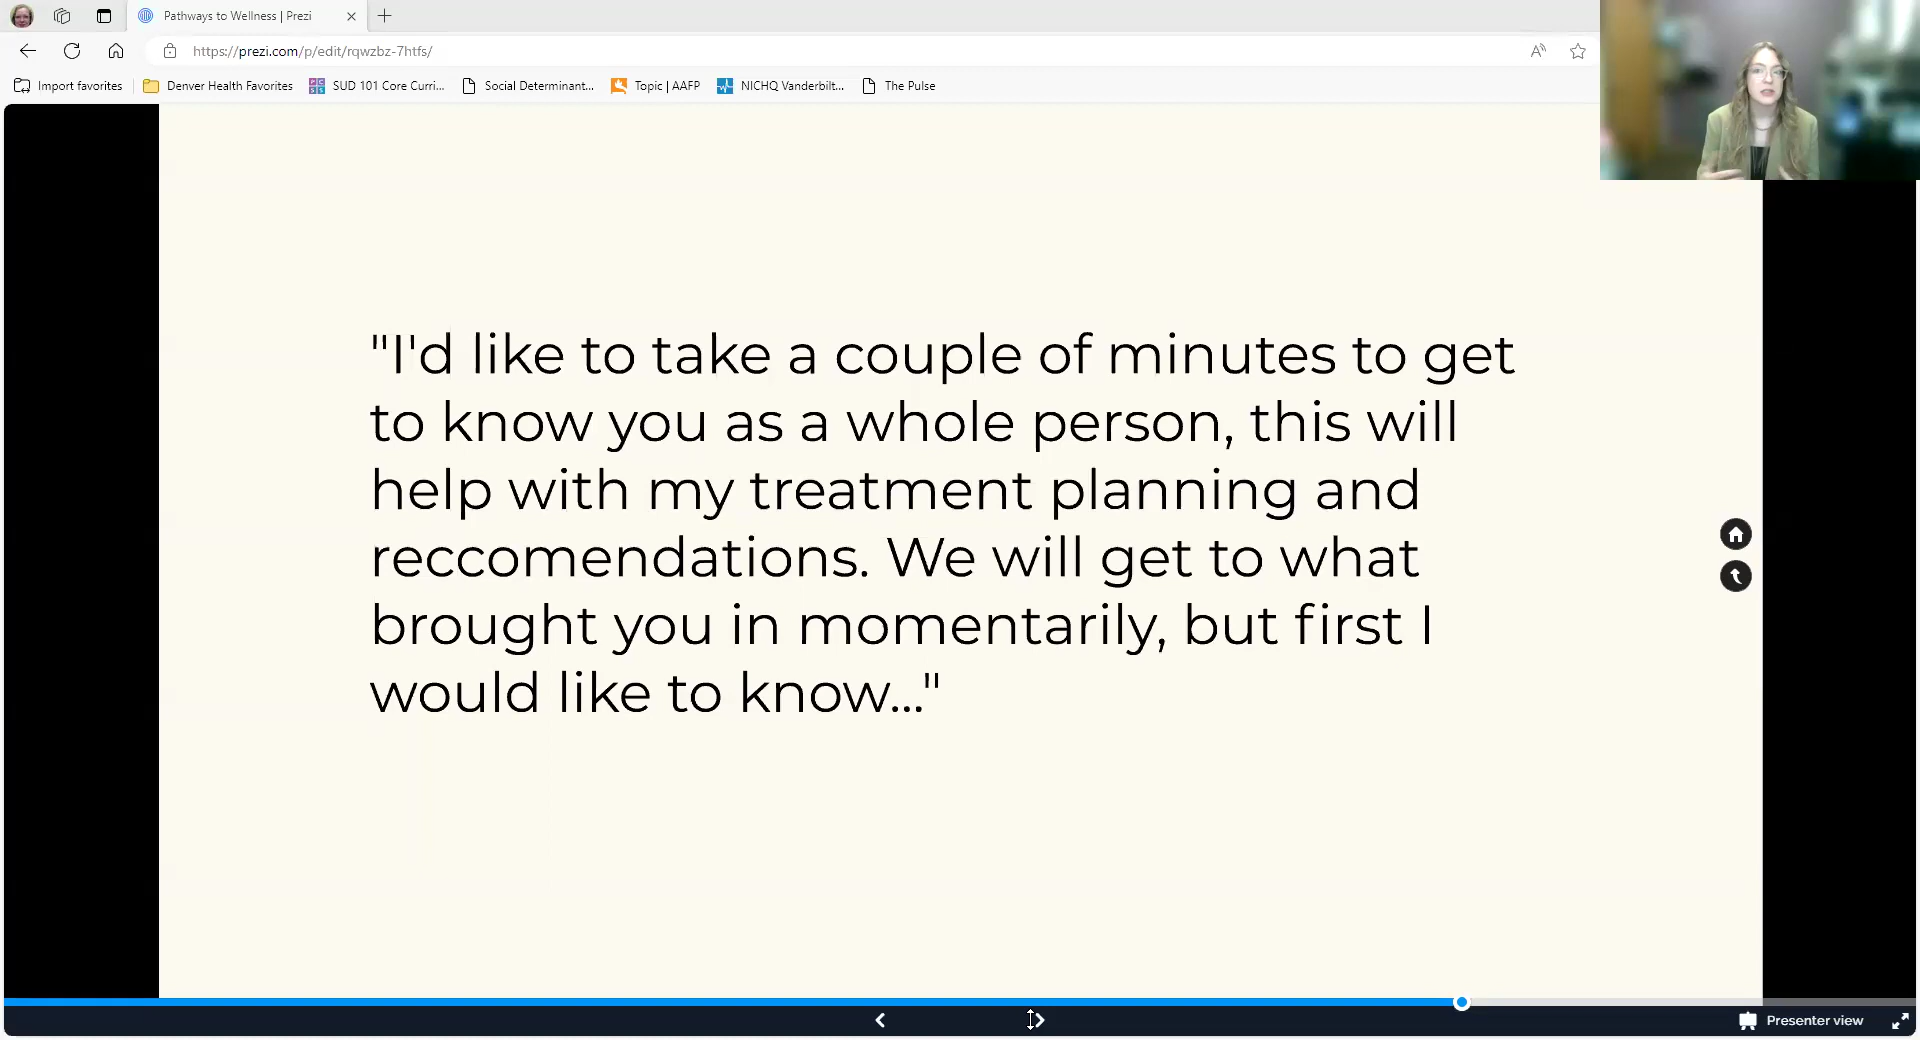 Pathways to Wellness | Prezi
https://prezi.com/p/edit/rqwzbz-7htfs/
Import favorites
Denver Health Favorites
SUD 101 Core Curri...
Social Determinant...
Topic | AAFP
NICHQ Vanderbilt...
The Pulse
"I'd like to take a couple of minutes to get
to know you as a whole person, this will
help with my treatment planning and
reccomendations. We will get to what
brought you in momentarily, but first I
would like to know..."
Presenter view